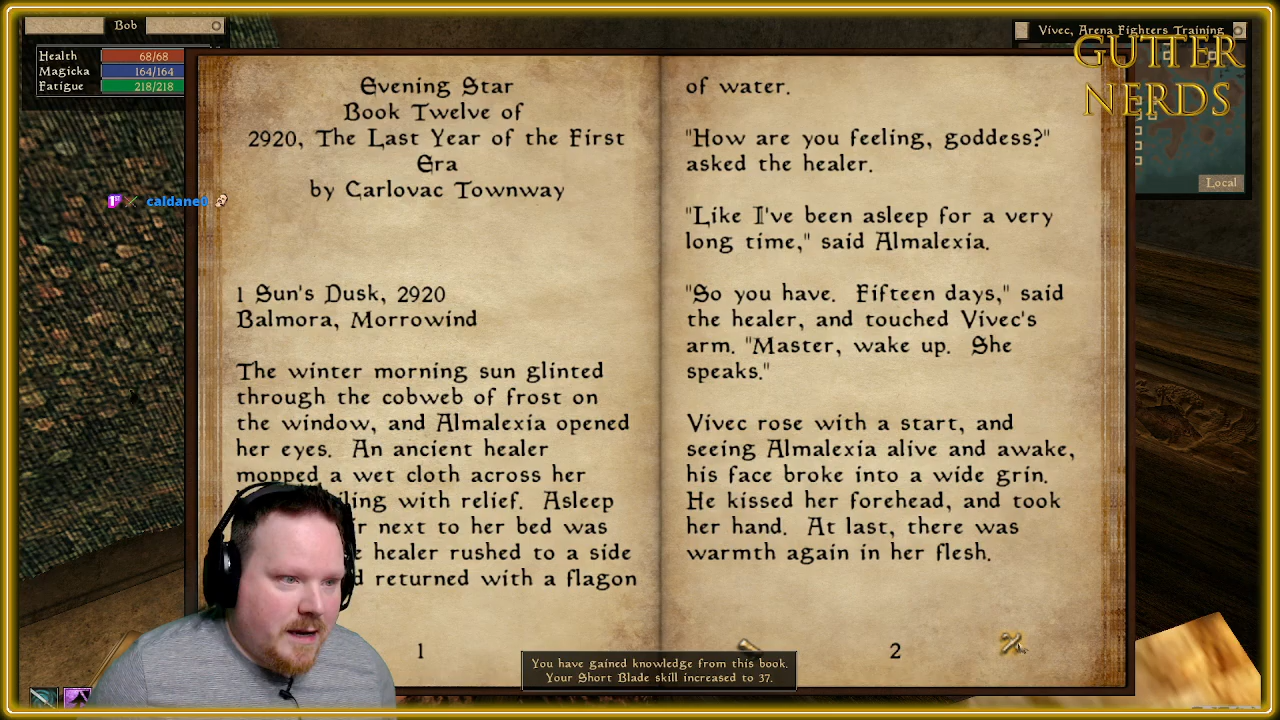 Bob
Health 68/68
Magicka 164/164
Fatigue 218/218
Vivec, Arena Fighters Training
GUTTER
NERDS
Local
caldane0
Evening Star
Book Twelve of
2920, The Last Year of the First
Era
by Carlovac Townway
1 Sun's Dusk, 2920
Balmora, Morrowind
The winter morning sun glinted
through the cobweb of frost on
the window, and Almalexia opened
her eyes. An ancient healer
mopped a wet cloth across her
iling with relief. Asleep
r next to her bed was
e healer rushed to a side
d returned with a flagon
1
of water.
"How are you feeling, goddess?"
asked the healer.
"Like I've been asleep for a very
long time," said Almalexia.
"So you have. Fifteen days," said
the healer, and touched Vivec's
arm. "Master, wake up. She
speaks."
Vivec rose with a start, and
seeing Almalexia alive and awake,
his face broke into a wide grin.
He kissed her forehead, and took
her hand. At last, there was
warmth again in her flesh.
2
You have gained knowledge from this book.
Your Short Blade skill increased to 37.